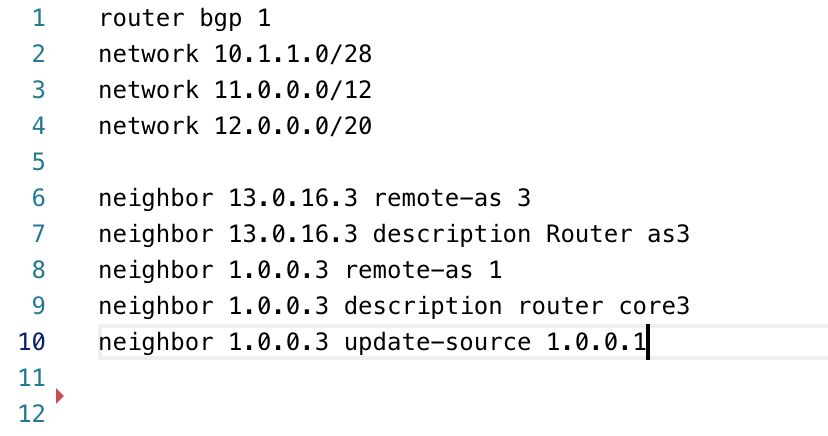 1 router bgp 1
2 network 10.1.1.0/28
3 network 11.0.0.0/12
4 network 12.0.0.0/20
5
6 neighbor 13.0.16.3 remote-as 3
7 neighbor 13.0.16.3 description Router as3
8 neighbor 1.0.0.3 remote-as 1
9 neighbor 1.0.0.3 description router core3
10 neighbor 1.0.0.3 update-source 1.0.0.1
11
12